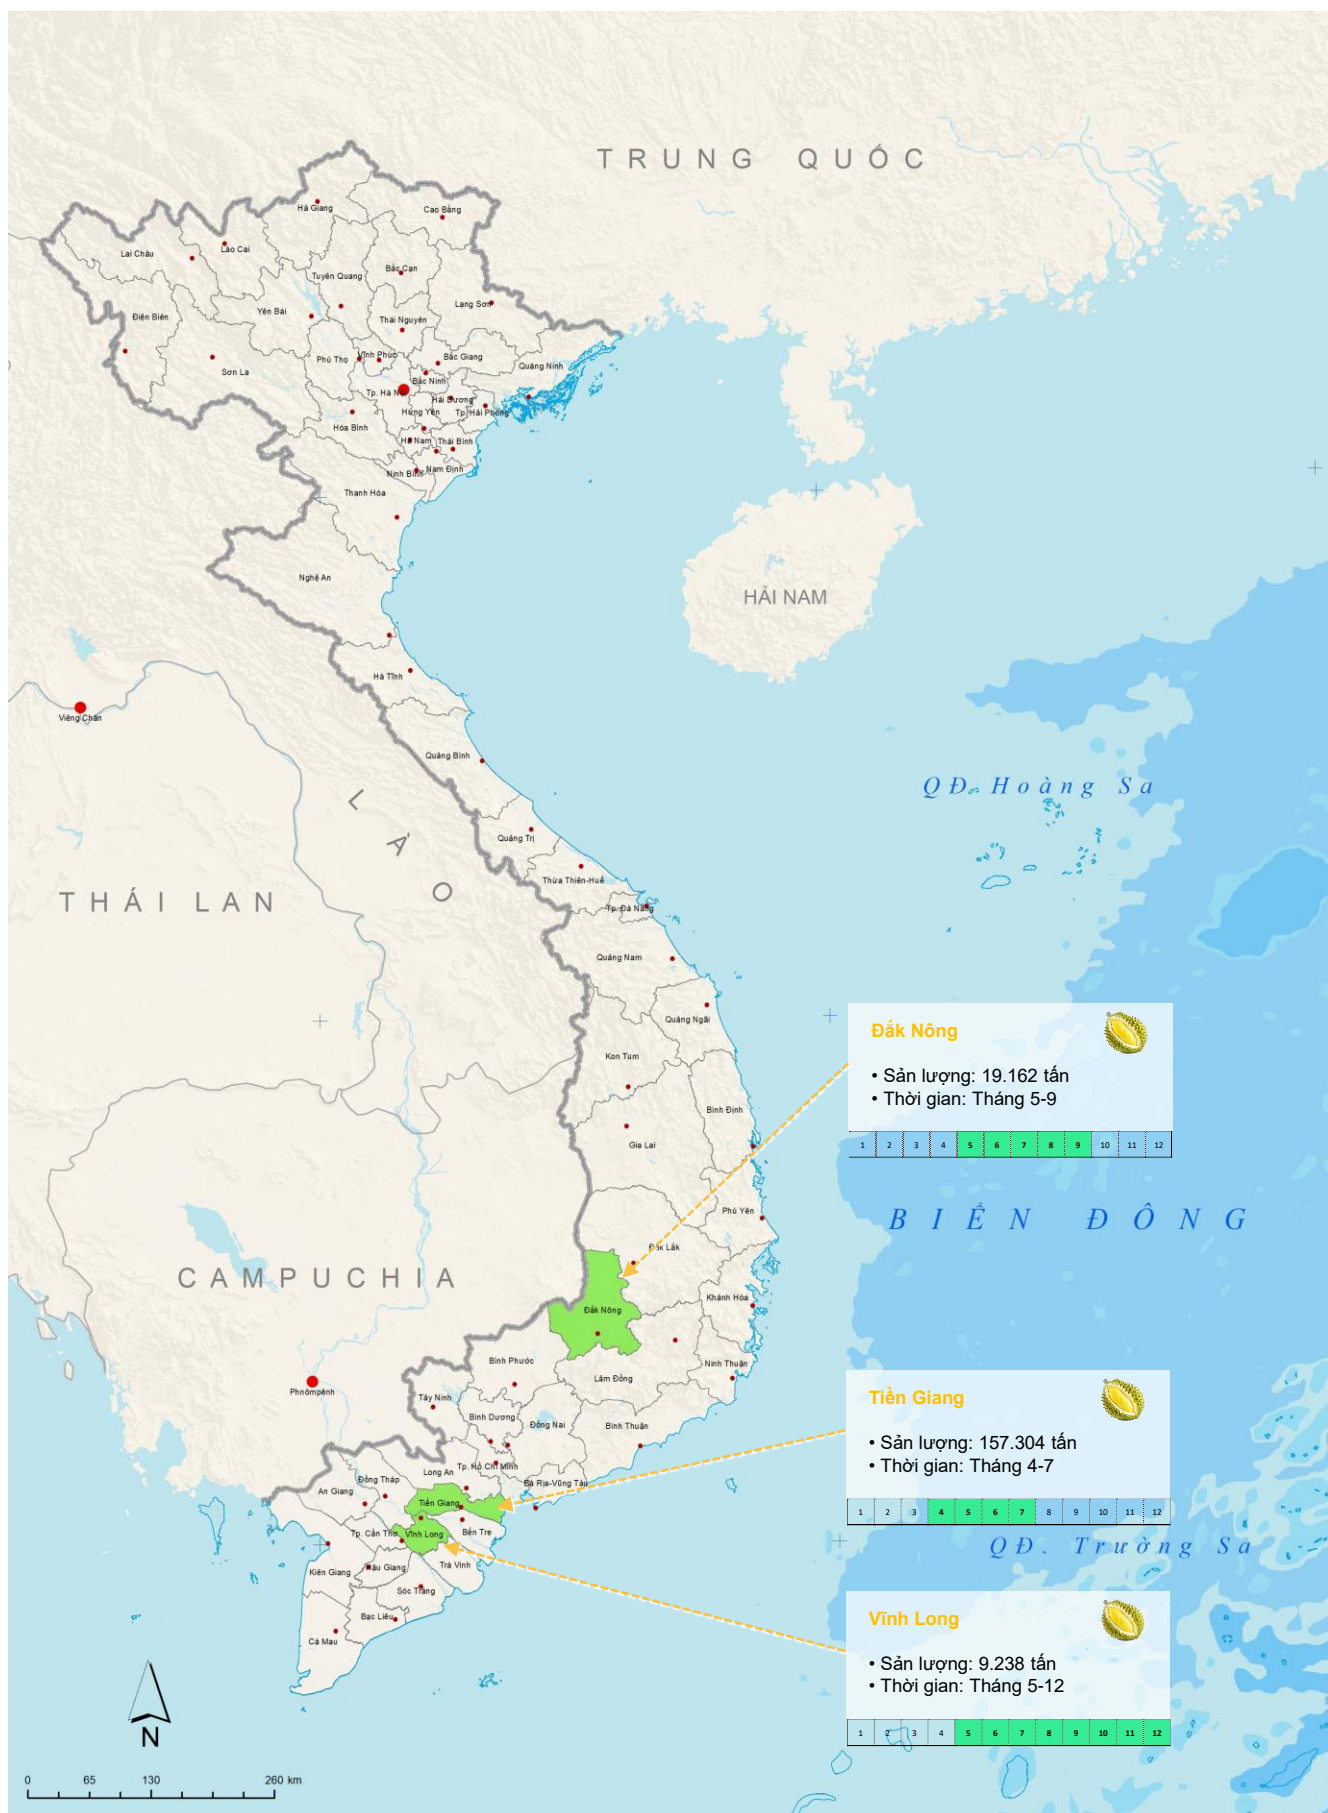 TRUNG QUỐC
Hà Giang
Cao Bằng
Lai Châu
Lào Cai
Tuyên Quang
Bắc Cạn
Yên Bái
Lạng Sơn
Điện Biên
Thái Nguyên
Phú Thọ
Vĩnh Phúc
Bắc Giang
Quảng Ninh
Sơn La
Bắc Ninh
Tp. Hà Nội
Hải Dương
Hưng Yên
Tp. Hải Phòng
Hòa Bình
Hà Nam
Thái Bình
Ninh Bình
Nam Định
Thanh Hóa
Nghệ An
HẢI NAM
Hà Tĩnh
Viêng Chăn
Quảng Bình
QĐ. Hoàng Sa
LÀO
Quảng Trị
Thừa Thiên-Huế
THÁI LAN
Tp. Đà Nẵng
Quảng Nam
Quảng Ngãi
Đắk Nông
• Sản lượng: 19.162 tấn
• Thời gian: Tháng 5-9
1 2 3 4 5 6 7 8 9 10 11 12
Kon Tum
Bình Định
Gia Lai
Phú Yên
BIỂN ĐÔNG
Đắk Lắk
CAMPUCHIA
Khánh Hòa
Đắk Nông
Bình Phước
Ninh Thuận
Lâm Đồng
Phnômpênh
Tây Ninh
Tiền Giang
• Sản lượng: 157.304 tấn
• Thời gian: Tháng 4-7
1 2 3 4 5 6 7 8 9 10 11 12
Bình Dương
Đồng Nai
Bình Thuận
Long An
Tp. Hồ Chí Minh
Đồng Tháp
Bà Rịa-Vũng Tàu
An Giang
Tiền Giang
Tp. Cần Thơ
Vĩnh Long
Bến Tre
QĐ. Trường Sa
Kiên Giang
Hậu Giang
Trà Vinh
Sóc Trăng
Bạc Liêu
Cà Mau
Vĩnh Long
• Sản lượng: 9.238 tấn
• Thời gian: Tháng 5-12
1 2 3 4 5 6 7 8 9 10 11 12
N
0 65 130 260 km